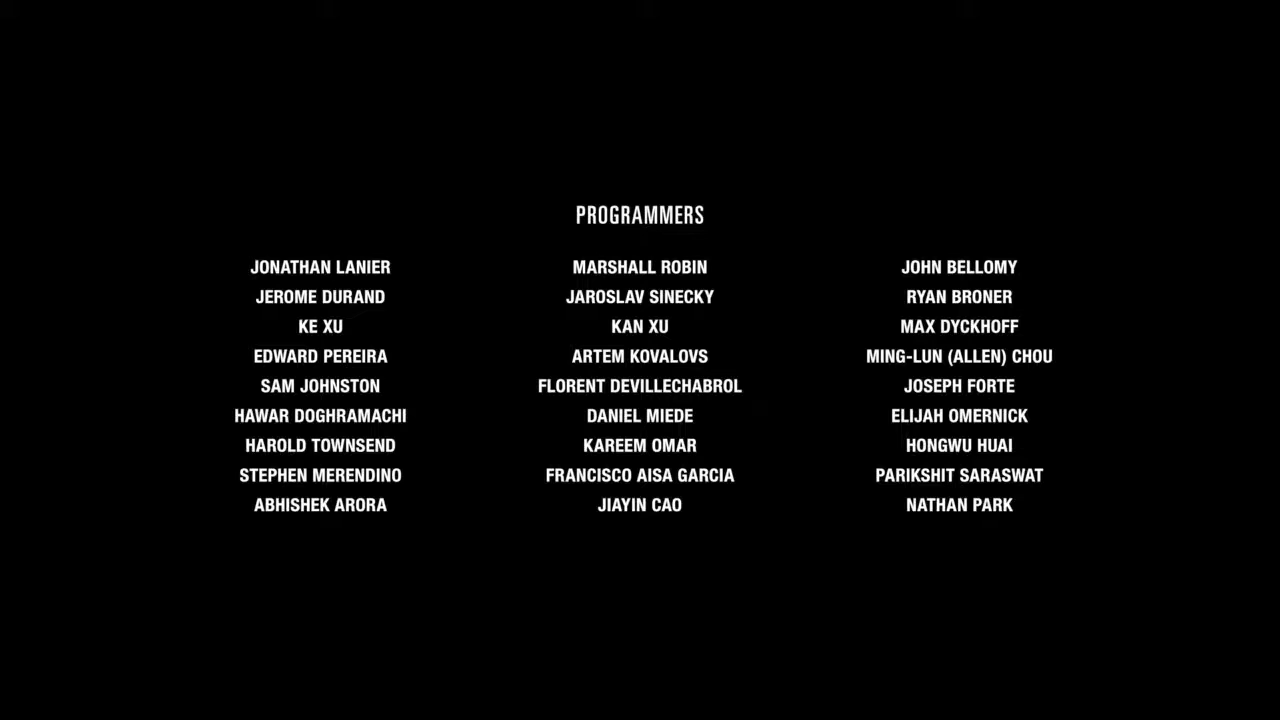 PROGRAMMERS
JONATHAN LANIER MARSHALL ROBIN JOHN BELLOMY
JEROME DURAND JAROSLAV SINECKY RYAN BRONER
KE XU KAN XU MAX DYCKHOFF
EDWARD PEREIRA ARTEM KOVALOVS MING-LUN (ALLEN) CHOU
SAM JOHNSTON FLORENT DEVILLECHABROL JOSEPH FORTE
HAWAR DOGHRAMACHI DANIEL MIEDE ELIJAH OMERNICK
HAROLD TOWNSEND KAREEM OMAR HONGWU HUAI
STEPHEN MERENDINO FRANCISCO AISA GARCIA PARIKSHIT SARASWAT
ABHISHEK ARORA JIAYIN CAO NATHAN PARK